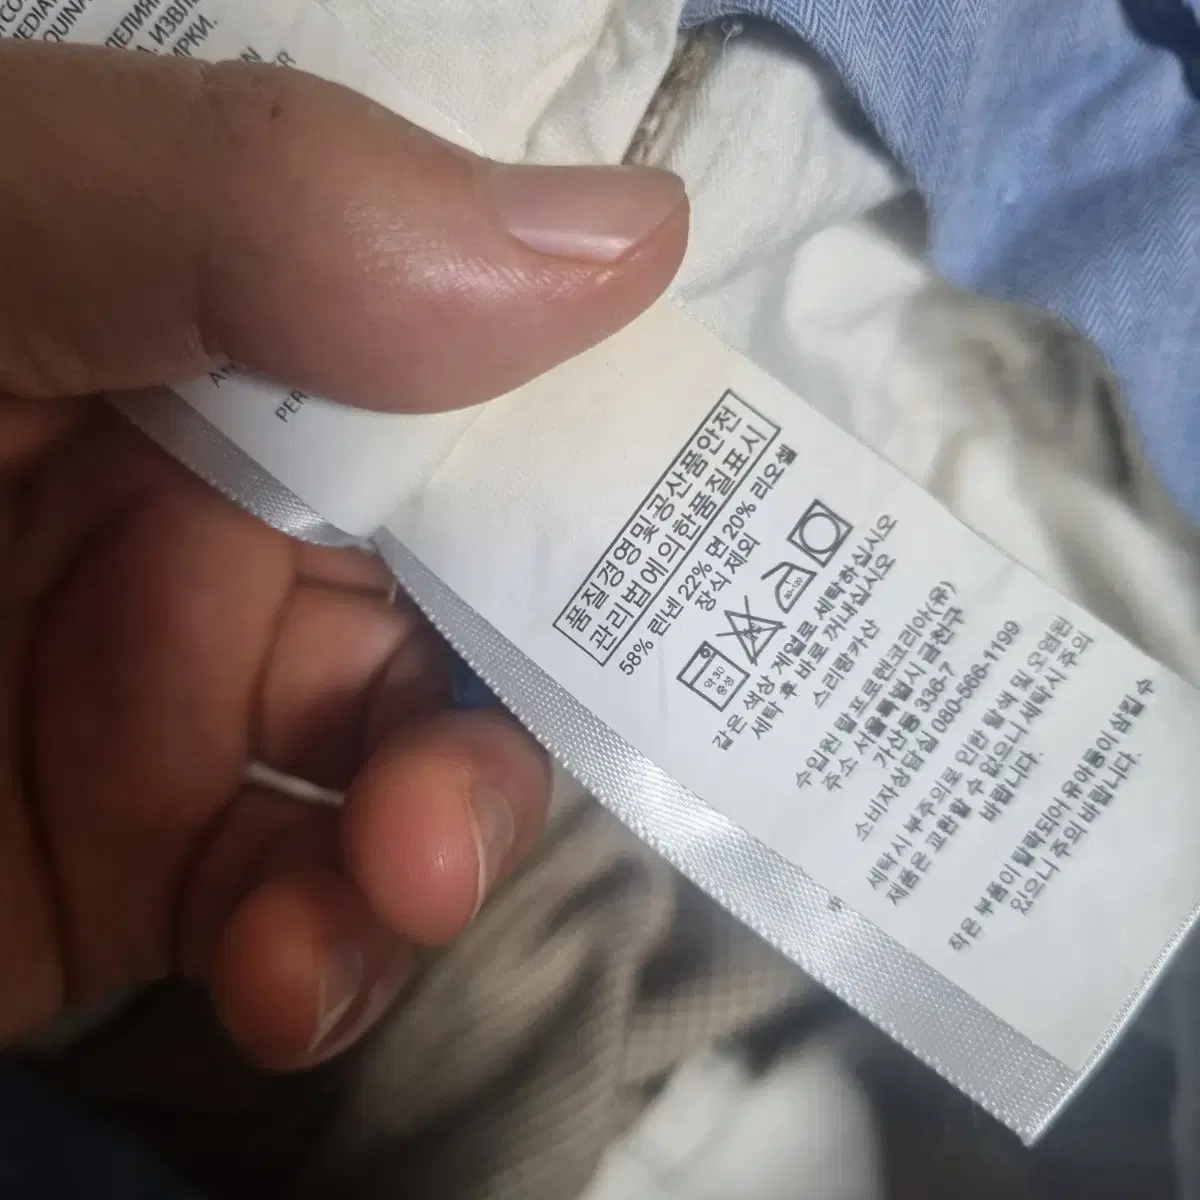 품질경영및공산품안전
관리법에의한품질표시
58% 린넨 22% 면 20% 리오셀
장식 제외
약 30
중성
80-120
같은 색상 계열로 세탁하십시오
세탁 후 바로 꺼내십시오
스리랑카산
수입원 랄프로렌코리아(유)
주소 서울특별시 금천구
가산동 336-7
소비자상담실 080-566-1199
세탁시 부주의로 인한 탈색 및 오염된
제품은 교환할 수 없으니 세탁시 주의
바랍니다.
작은 부품이 탈락되어 유아등이 삼킬수
있으니 주의 바랍니다.